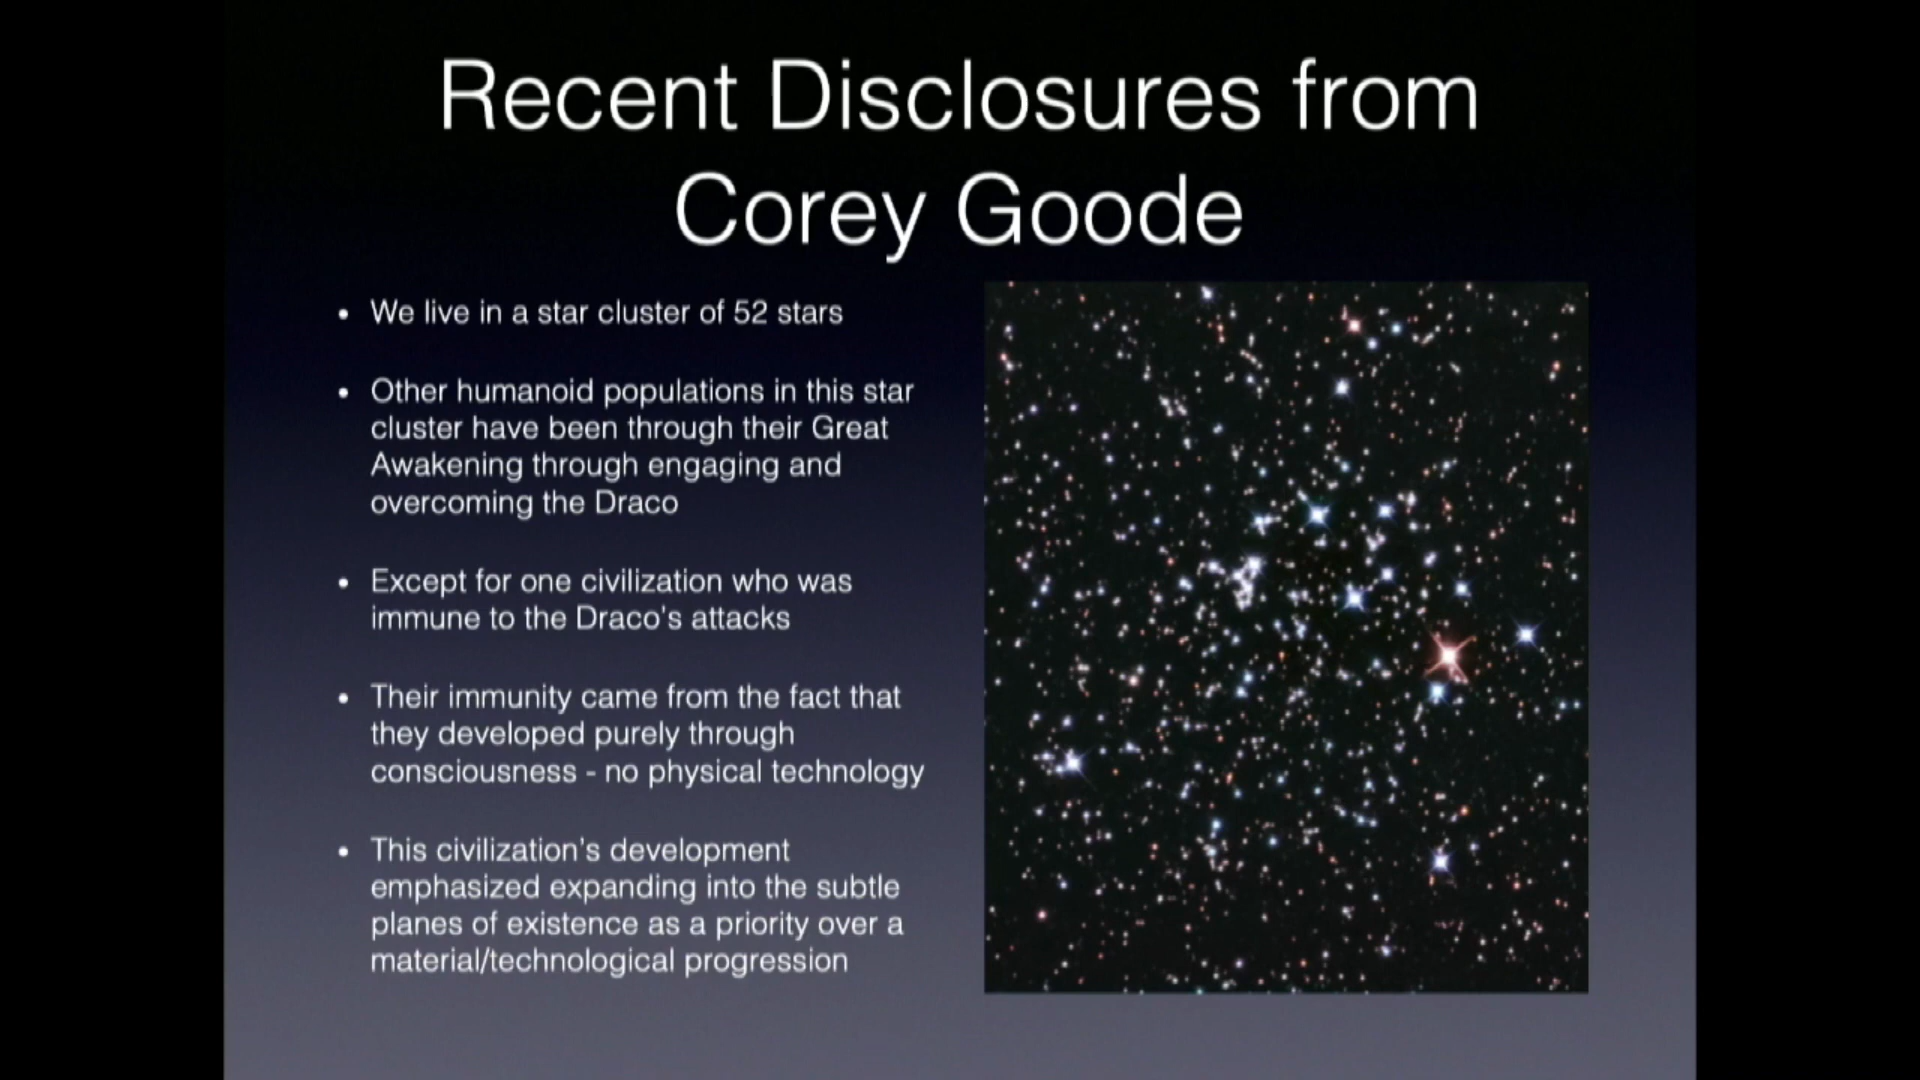 Recent Disclosures from
Corey Goode
• We live in a star cluster of 52 stars
• Other humanoid populations in this star
cluster have been through their Great
Awakening through engaging and
overcoming the Draco
• Except for one civilization who was
immune to the Draco's attacks
• Their immunity came from the fact that
they developed purely through
consciousness - no physical technology
• This civilization's development
emphasized expanding into the subtle
planes of existence as a priority over a
material/technological progression